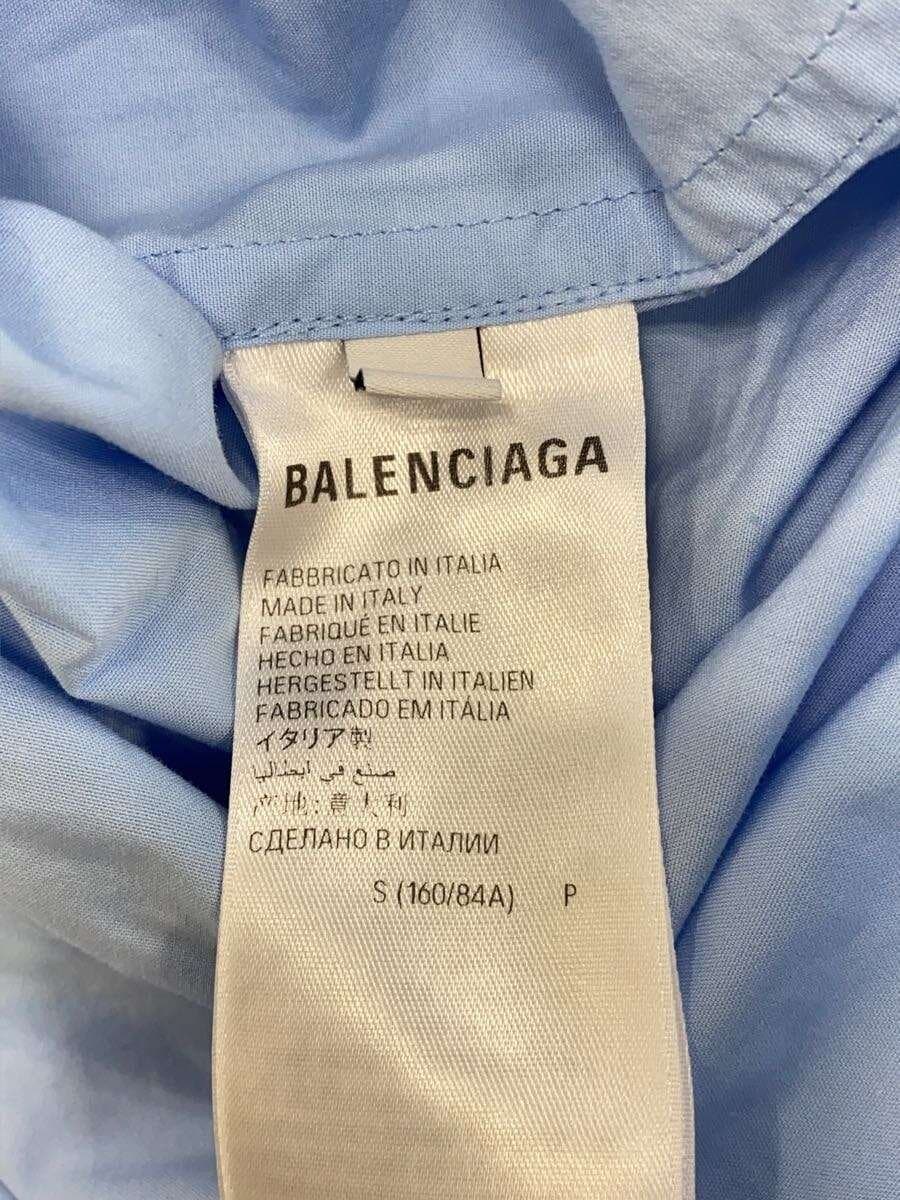 BALENCIAGA
FABBRICATO IN ITALIA
MADE IN ITALY
FABRIQUÉ EN ITALIE
HECHO EN ITALIA
HERGESTELLT IN ITALIEN
FABRICADO EM ITÁLIA
イタリア製
صنع في ايطاليا
产地:意大利
СДЕЛАНО В ИТАЛИИ
S (160/84A) P